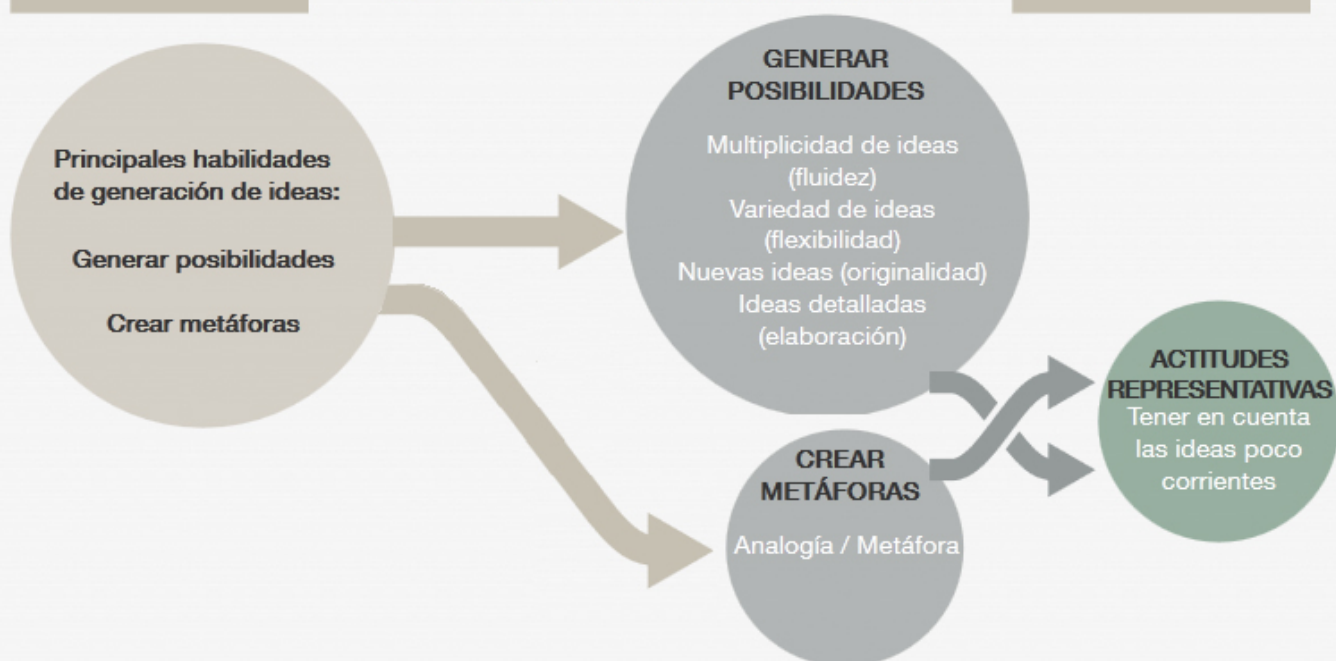 Principales habilidades
de generación de ideas:
Generar posibilidades
Crear metáforas
GENERAR
POSIBILIDADES
Multiplicidad de ideas
(fluidez)
Variedad de ideas
(flexibilidad)
Nuevas ideas (originalidad)
Ideas detalladas
(elaboración)
CREAR
METÁFORAS
Analogía / Metáfora
ACTITUDES
REPRESENTATIVAS
Tener en cuenta
las ideas poco
corrientes